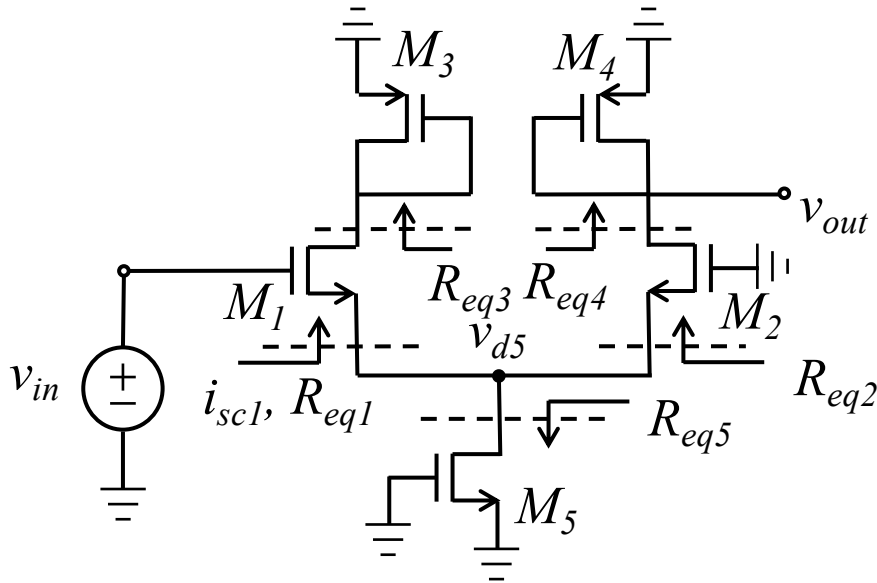 M3 M4
vout
Req3 Req4
M1 M2
vd5
vin isc1, Req1 Req2
Req5
M5